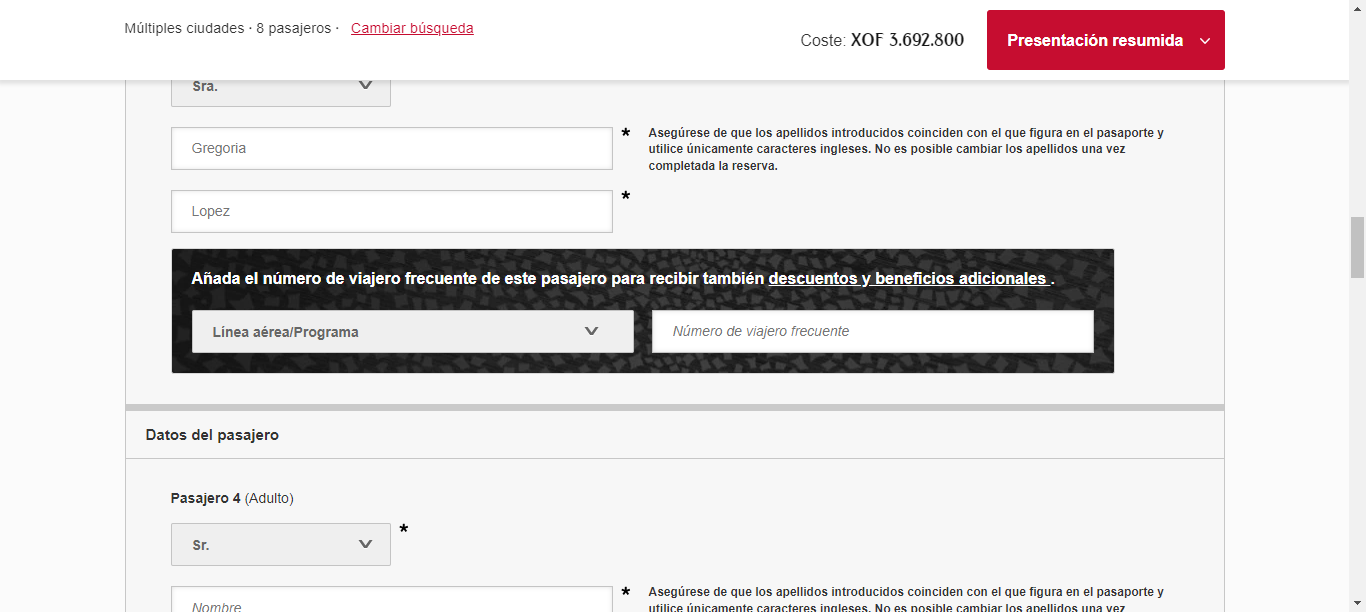 Múltiples ciudades · 8 pasajeros · Cambiar búsqueda
Coste: XOF 3.692.800
Presentación resumida
Sra.
Gregoria
*
Asegúrese de que los apellidos introducidos coinciden con el que figura en el pasaporte y
utilice únicamente caracteres ingleses. No es posible cambiar los apellidos una vez
completada la reserva.
Lopez
*
Añada el número de viajero frecuente de este pasajero para recibir también descuentos y beneficios adicionales .
Línea aérea/Programa
Número de viajero frecuente
Datos del pasajero
Pasajero 4 (Adulto)
Sr.
*
Nombre
*
Asegúrese de que los apellidos introducidos coinciden con el que figura en el pasaporte y
utilice únicamente caracteres ingleses. No es posible cambiar los apellidos una vez